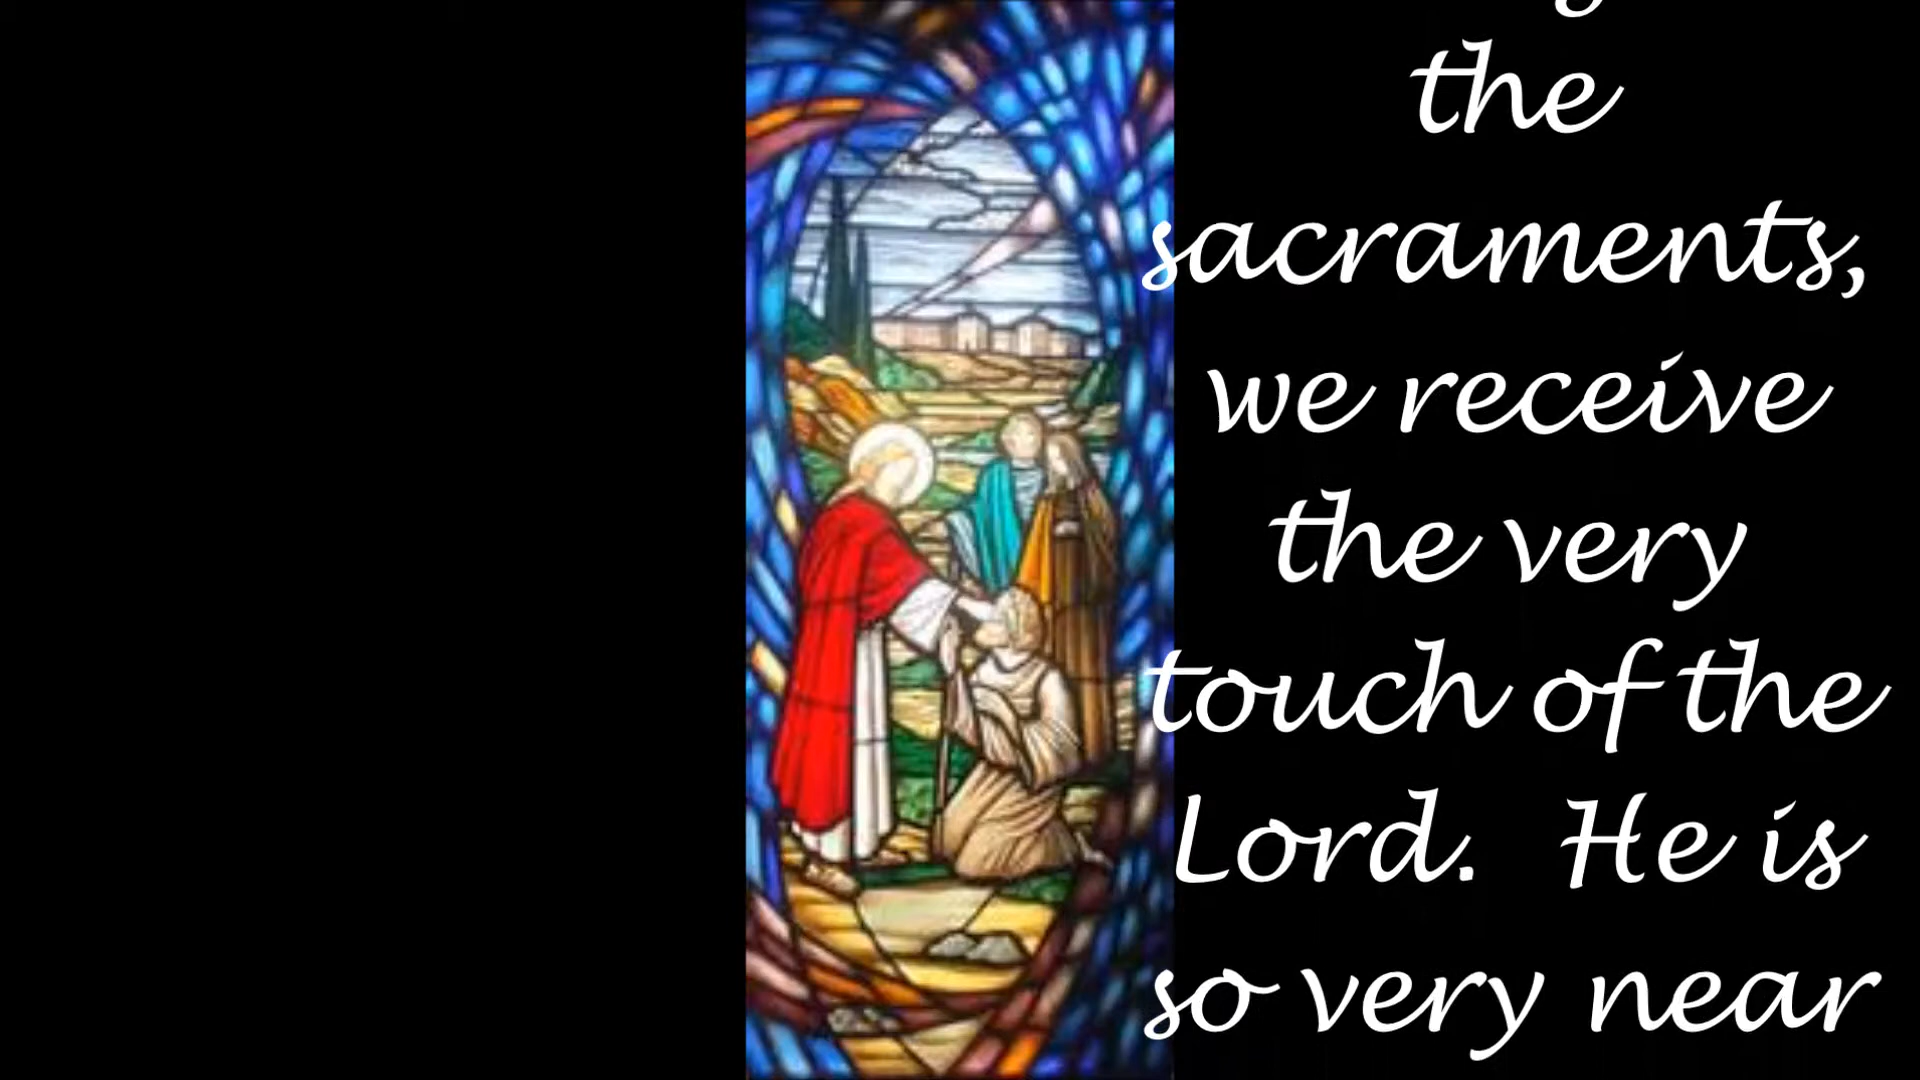 the
sacraments,
we receive
the very
touch of the
Lord. He is
so very near